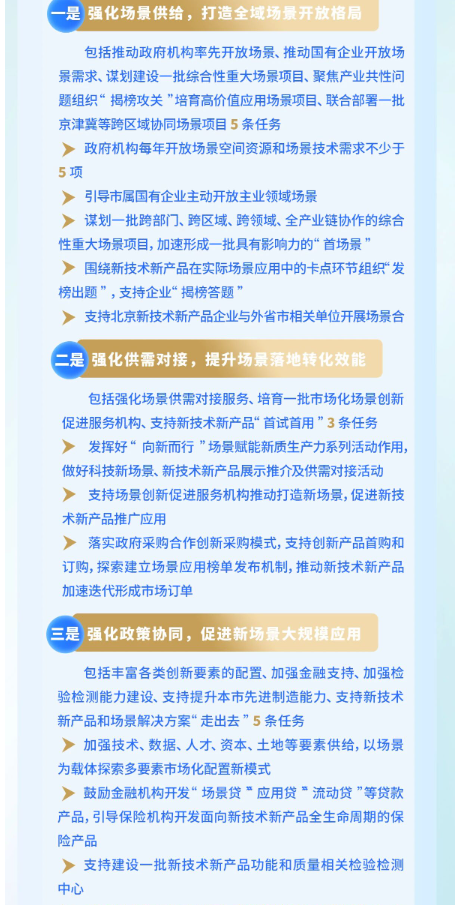 一是 强化场景供给，打造全域场景开放格局
包括推动政府机构率先开放场景、推动国有企业开放场
景需求、谋划建设一批综合性重大场景项目、聚焦产业共性问
题组织“揭榜攻关”培育高价值应用场景项目、联合部署一批
京津冀等跨区域协同场景项目5条任务
政府机构每年开放场景空间资源和场景技术需求不少于
5项
引导市属国有企业主动开放主业领域场景
谋划一批跨部门、跨区域、跨领域、全产业链协作的综合
性重大场景项目，加速形成一批具有影响力的“首场景”
围绕新技术新产品在实际场景应用中的卡点环节，组织“发
榜出题”，支持企业“揭榜答题”
支持北京新技术新产品企业与外省市相关单位开展场景合
二是 强化供需对接，提升场景落地转化效能
包括强化场景供需对接服务、培育一批市场化场景创新
促进服务机构、支持新技术新产品“首试首用”3条任务
发挥好“向新而行”场景赋能新质生产力系列活动作用，
做好科技新场景、新技术新产品展示推介及供需对接活动
支持场景创新促进服务机构推动打造新场景，促进新技
术新产品推广应用
落实政府采购合作创新采购模式，支持创新产品首购和
订购，探索建立场景应用榜单发布机制，推动新技术新产品
加速迭代形成市场订单
三是 强化政策协同，促进新场景大规模应用
包括丰富各类创新要素的配置、加强金融支持、加强检
验检测能力建设、支持提升本市先进制造能力、支持新技术
新产品和场景解决方案“走出去”5条任务
加强技术、数据、人才、资本、土地等要素供给，以场景
为载体探索多要素市场化配置新模式
鼓励金融机构开发“场景贷”“应用贷”“流动贷”等贷款
产品，引导保险机构开发面向新技术新产品全生命周期的保
险产品
支持建设一批新技术新产品功能和质量相关检验检测
中心